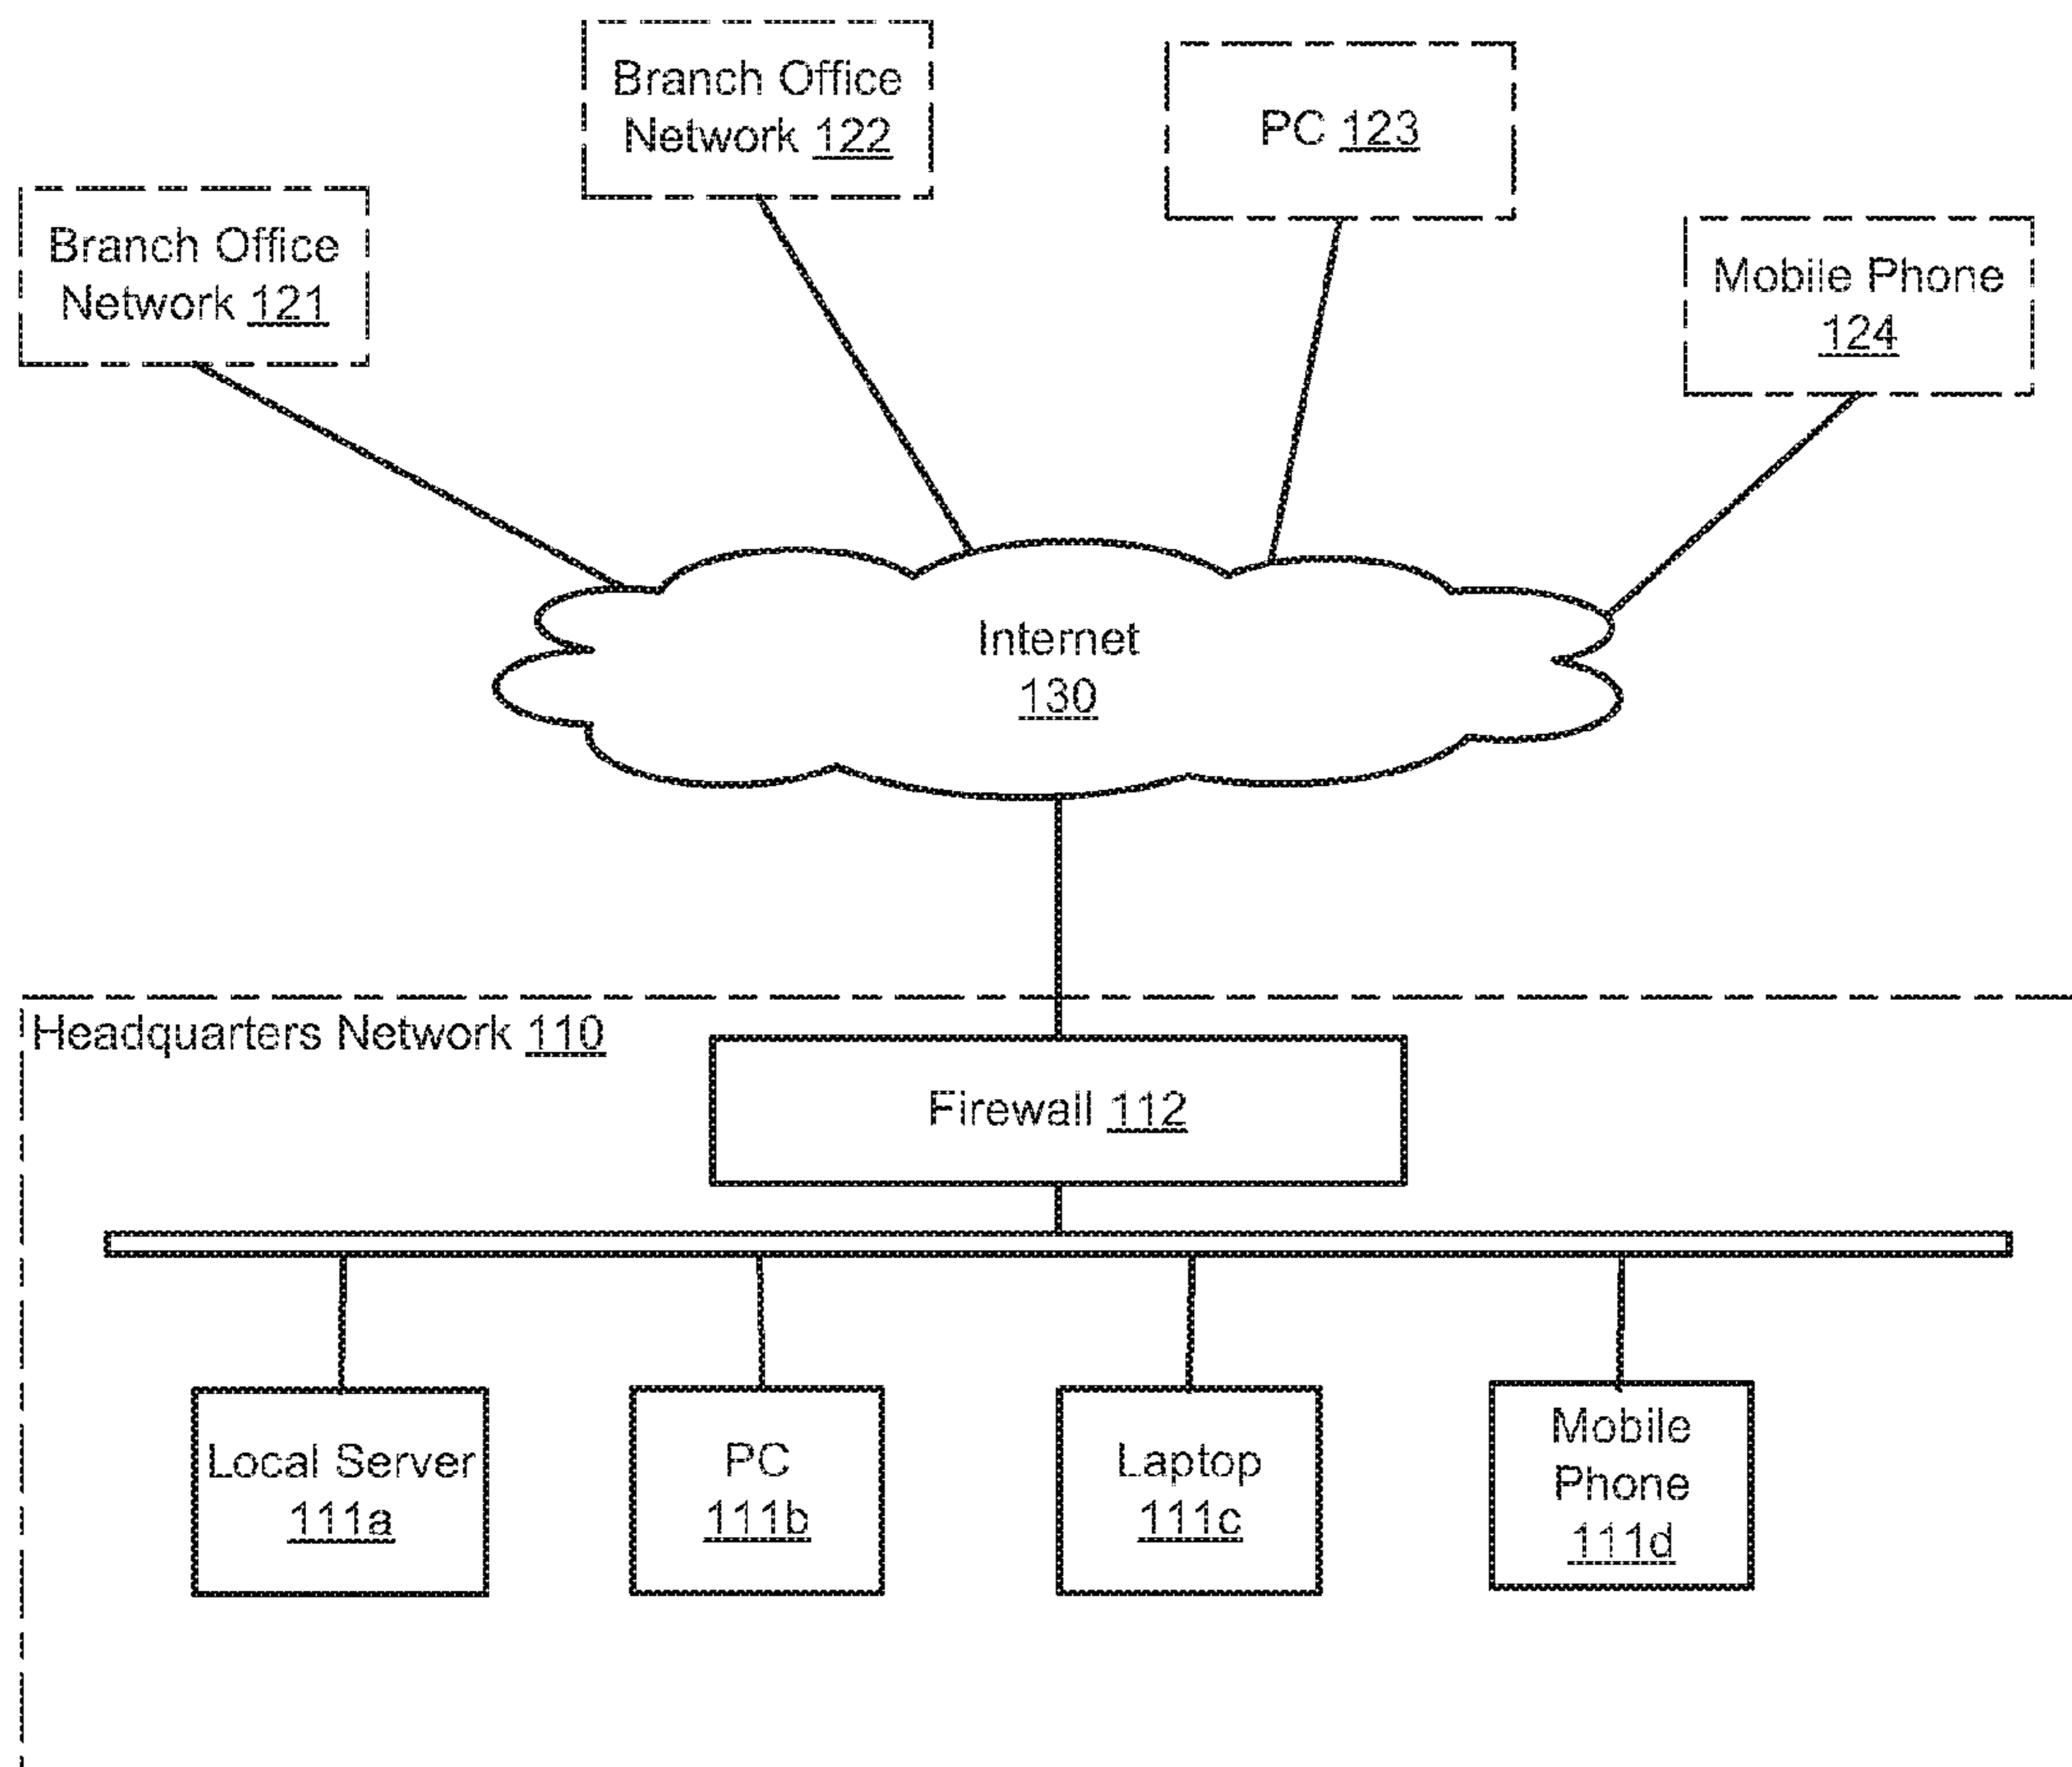 Branch Office
Network 122
PC 123
Branch Office
Network 121
Mobile Phone
124
Internet
130
Headquarters Network 110
Firewall 112
Local Server
111a
PC
111b
Laptop
111c
Mobile
Phone
111d